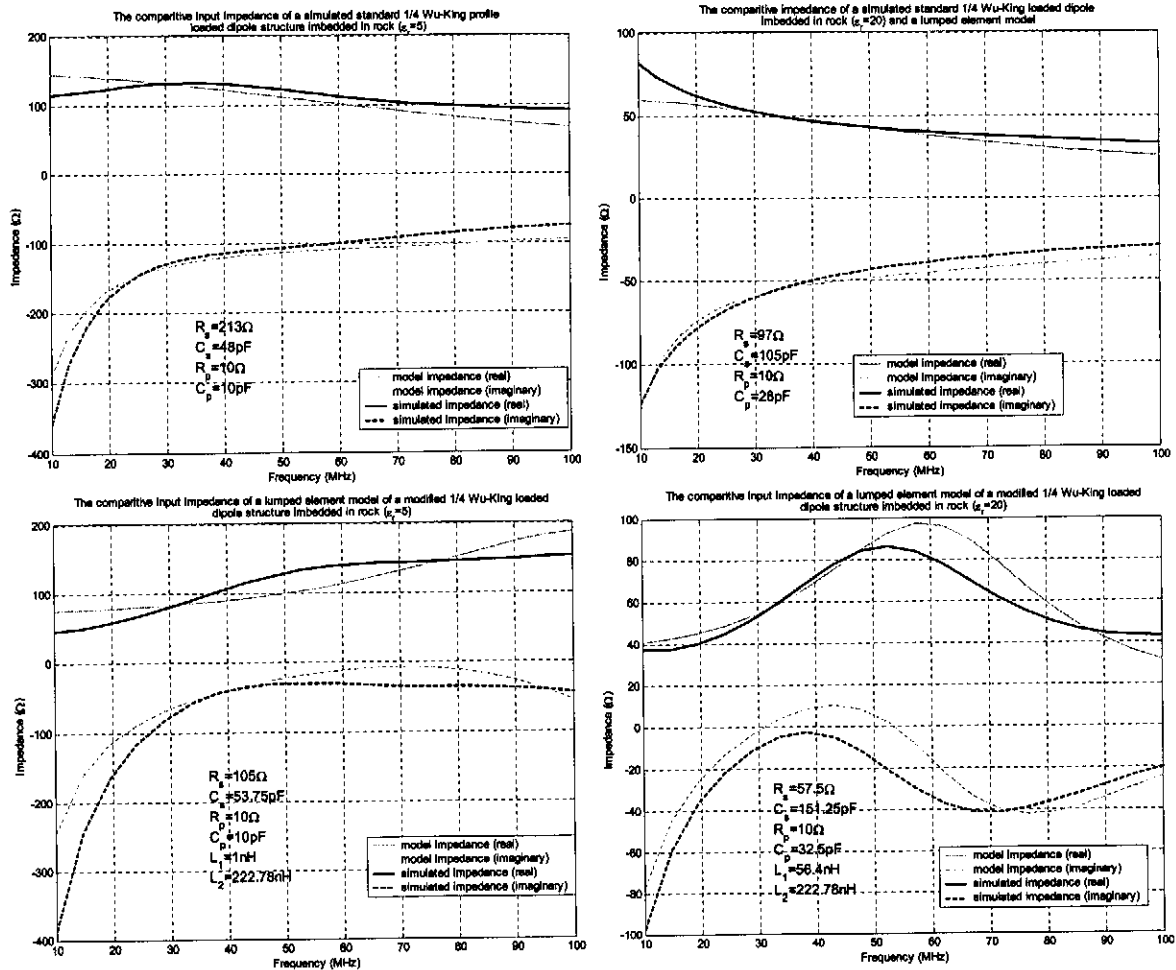 The comparitive Input Impedance of a simulated standard 1/4 Wu-King profile
loaded dipole structure imbedded in rock (εr=5)
200
100
0
-100
-200
-300
-400
Impedance (Ω)
Rs=213Ω
Cs=48pF
Rp=10Ω
Cp=10pF
model impedance (real)
model impedance (imaginary)
simulated impedance (real)
simulated impedance (imaginary)
10 20 30 40 50 60 70 80 90 100
Frequency (MHz)
The comparitive impedance of a simulated standard 1/4 Wu-King loaded dipole
imbedded in rock (εr=20) and a lumped element model
100
50
0
-50
-100
-150
Impedance (Ω)
Rs=97Ω
Cs=105pF
Rp=10Ω
Cp=28pF
model impedance (real)
model impedance (imaginary)
simulated impedance (real)
simulated impedance (imaginary)
10 20 30 40 50 60 70 80 90 100
Frequency (MHz)
The comparitive Input Impedance of a lumped element model of a modified 1/4 Wu-King loaded
dipole structure imbedded in rock (εr=5)
200
100
0
-100
-200
-300
-400
Impedance (Ω)
Rs=105Ω
Cs=53.75pF
Rp=10Ω
Cp=10pF
L1=1nH
L2=222.78nH
model impedance (real)
model impedance (imaginary)
simulated impedance (real)
simulated impedance (imaginary)
10 20 30 40 50 60 70 80 90 100
Frequency (MHz)
The comparitive Input Impedance of a lumped element model of a modified 1/4 Wu-King loaded
dipole structure imbedded in rock (εr=20)
100
80
60
40
20
0
-20
-40
-60
-80
-100
Impedance (Ω)
Rs=57.5Ω
Cs=151.25pF
Rp=10Ω
Cp=32.5pF
L1=56.4nH
L2=222.78nH
model impedance (real)
model impedance (imaginary)
simulated impedance (real)
simulated impedance (imaginary)
10 20 30 40 50 60 70 80 90 100
Frequency (MHz)